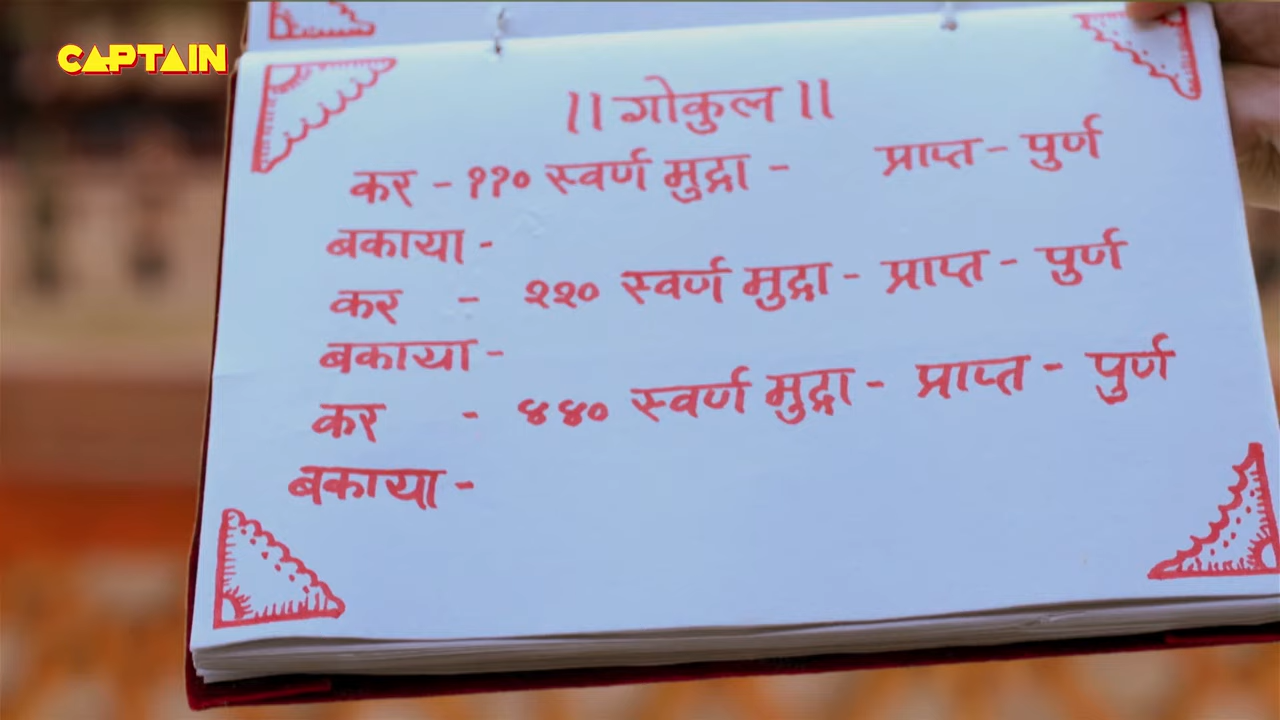 CAPTAIN
।। गोकुल ।।
कर - ११० स्वर्ण मुद्रा - प्राप्त - पुर्ण
बकाया -
कर - २२० स्वर्ण मुद्रा - प्राप्त - पुर्ण
बकाया -
कर - ४४० स्वर्ण मुद्रा - प्राप्त - पुर्ण
बकाया -